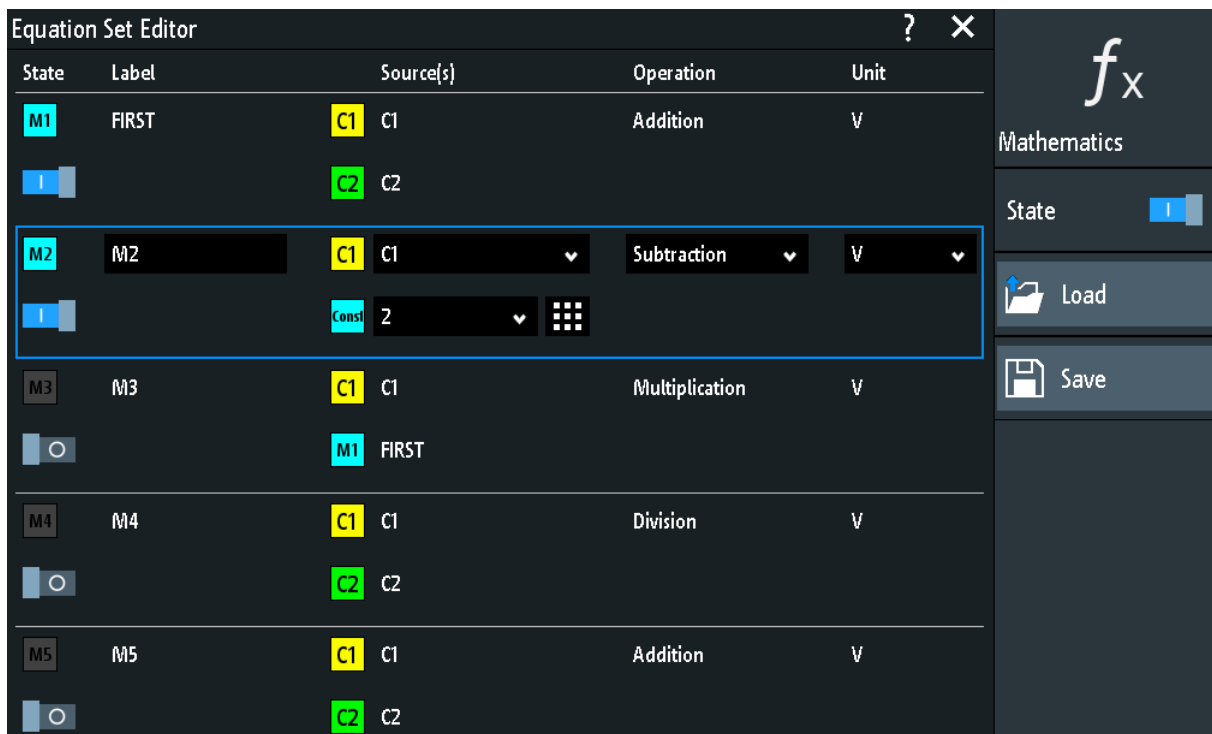 Equation Set Editor ? X
State Label Source(s) Operation Unit
M1 FIRST C1 C1 Addition V
I C2 C2
M2 M2 C1 C1 Subtraction V
I Const 2
M3 M3 C1 C1 Multiplication V
O M1 FIRST
M4 M4 C1 C1 Division V
O C2 C2
M5 M5 C1 C1 Addition V
O C2 C2
fx
Mathematics
State I
Load
Save